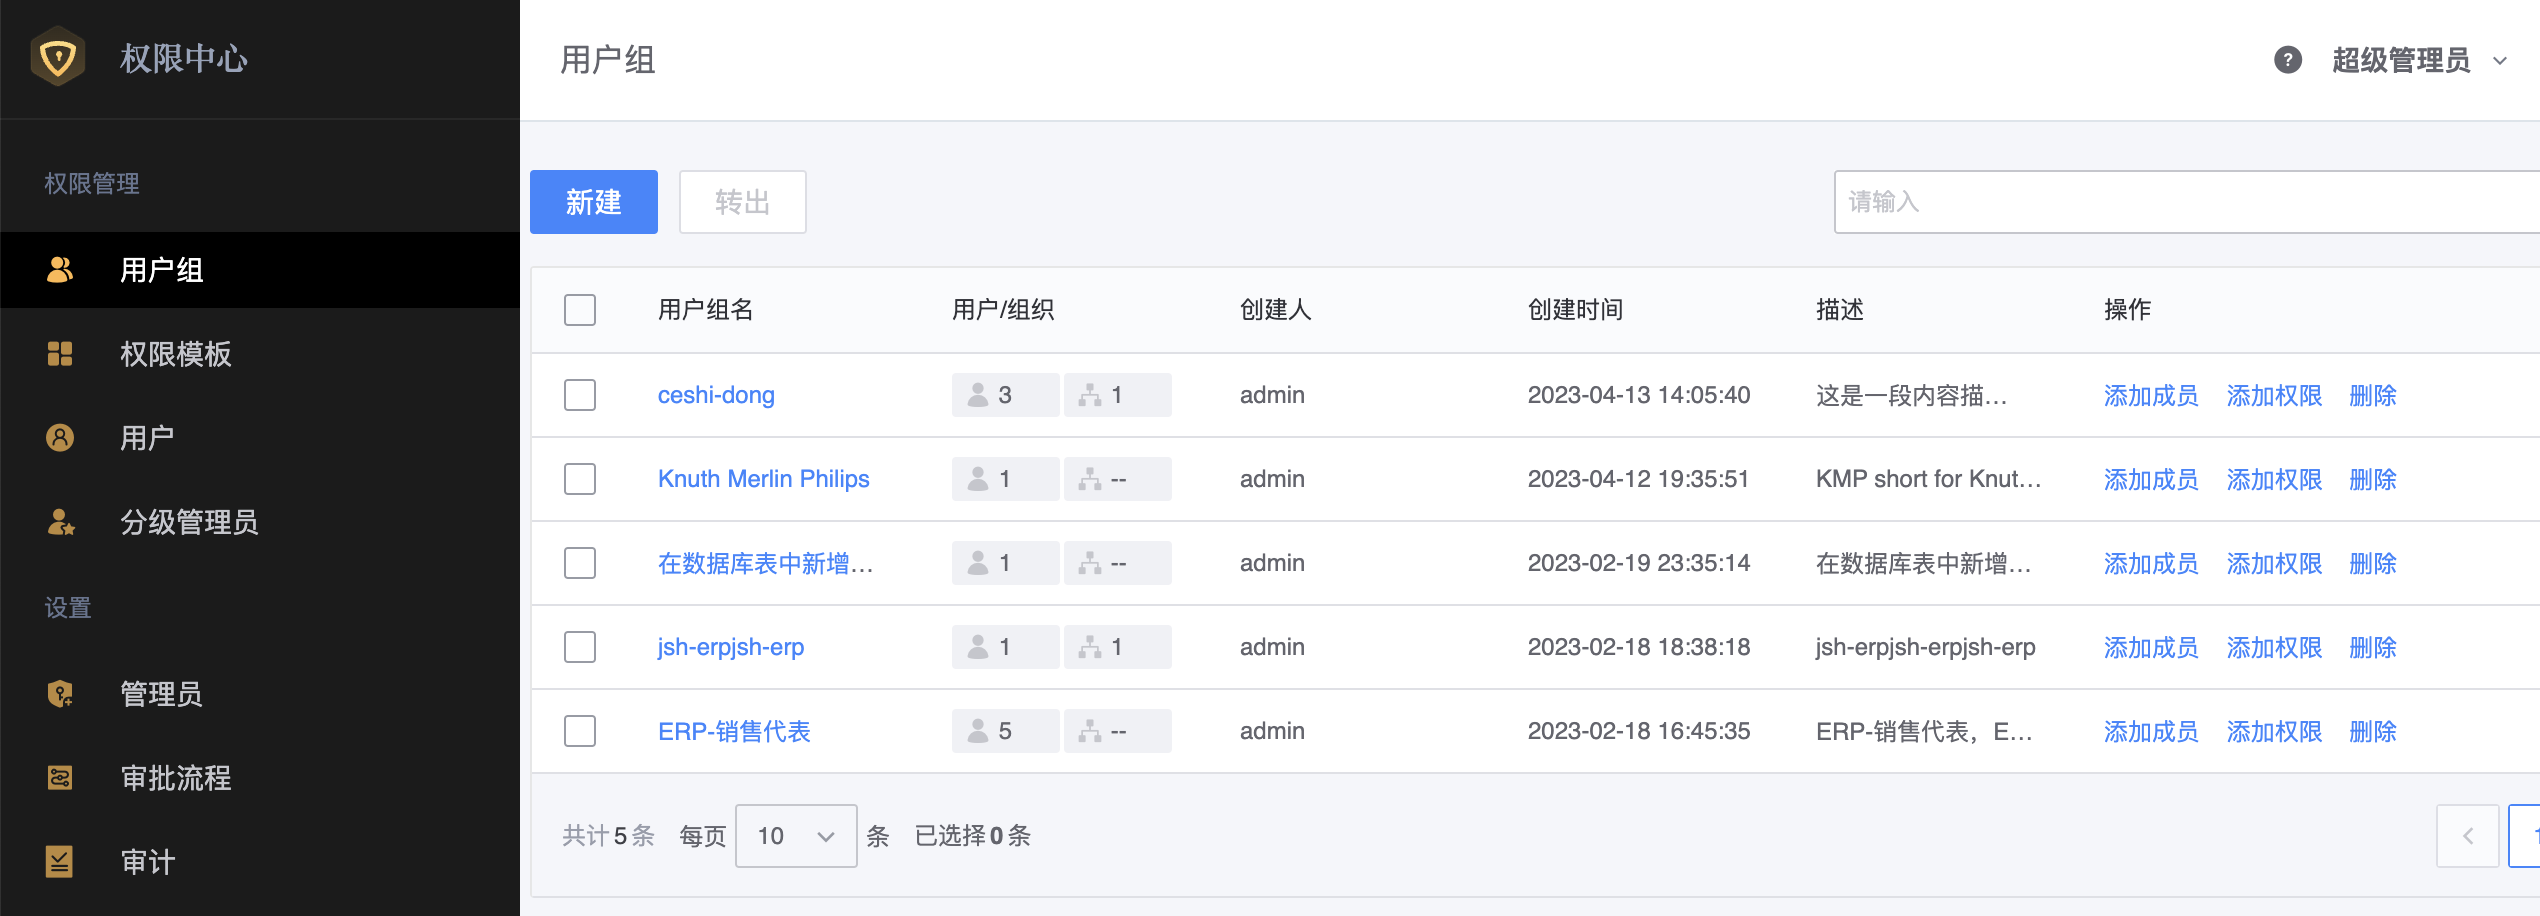 权限中心
用户组
? 超级管理员
权限管理
用户组
权限模板
用户
分级管理员
设置
管理员
审批流程
审计
新建 转出 请输入
用户组名 用户/组织 创建人 创建时间 描述 操作
ceshi-dong 3 1 admin 2023-04-13 14:05:40 这是一段内容描... 添加成员 添加权限 删除
Knuth Merlin Philips 1 -- admin 2023-04-12 19:35:51 KMP short for Knut... 添加成员 添加权限 删除
在数据库表中新增... 1 -- admin 2023-02-19 23:35:14 在数据库表中新增... 添加成员 添加权限 删除
jsh-erpjsh-erp 1 1 admin 2023-02-18 18:38:18 jsh-erpjsh-erpjsh-erp 添加成员 添加权限 删除
ERP-销售代表 5 -- admin 2023-02-18 16:45:35 ERP-销售代表，E... 添加成员 添加权限 删除
共计 5 条 每页 10 条 已选择 0 条